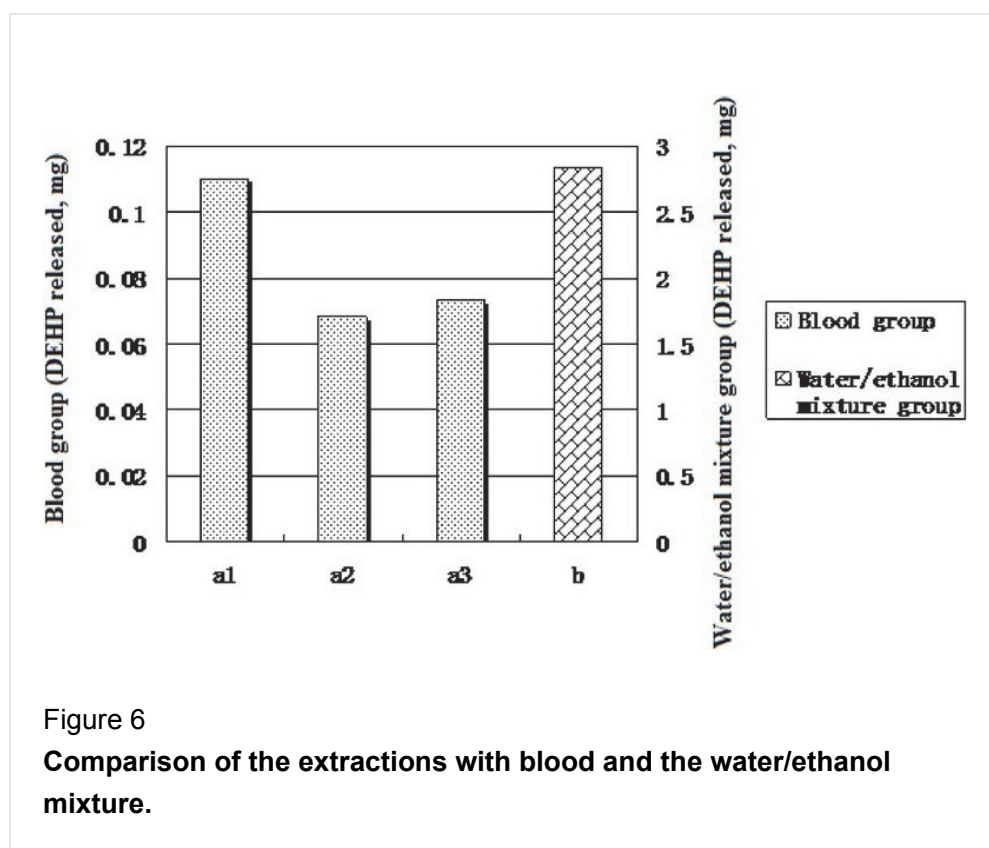 Blood group (DEHP released, mg)
0.12
0.1
0.08
0.06
0.04
0.02
0
3
2.5
2
1.5
1
0.5
0
Water/ethanol mixture group (DEHP released, mg)
a1
a2
a3
b
Blood group
Water/ethanol
mixture group
Figure 6
Comparison of the extractions with blood and the water/ethanol
mixture.